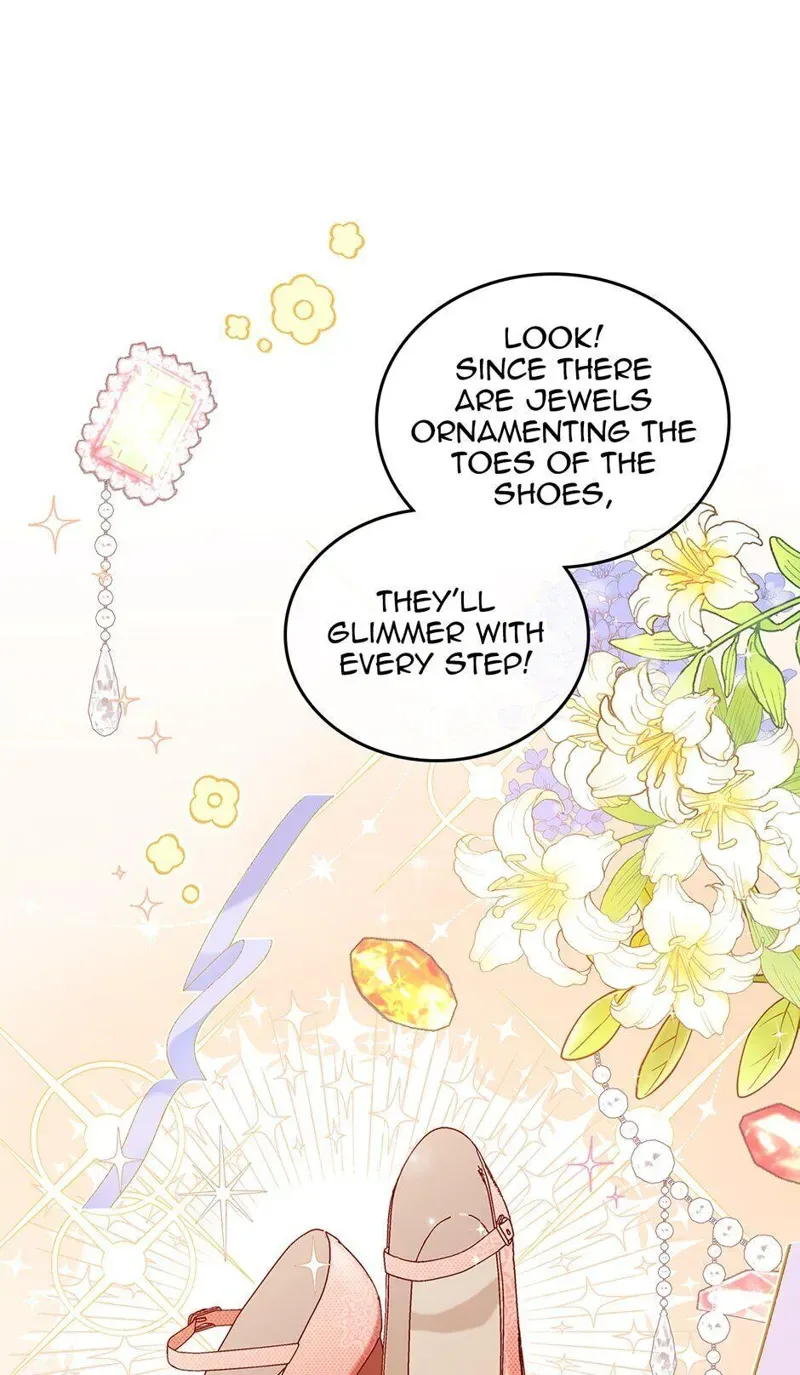 LOOK!
SINCE THERE
ARE JEWELS
ORNAMENTING THE
TOES OF THE
SHOES,
THEY'LL
GLIMMER WITH
EVERY STEP!